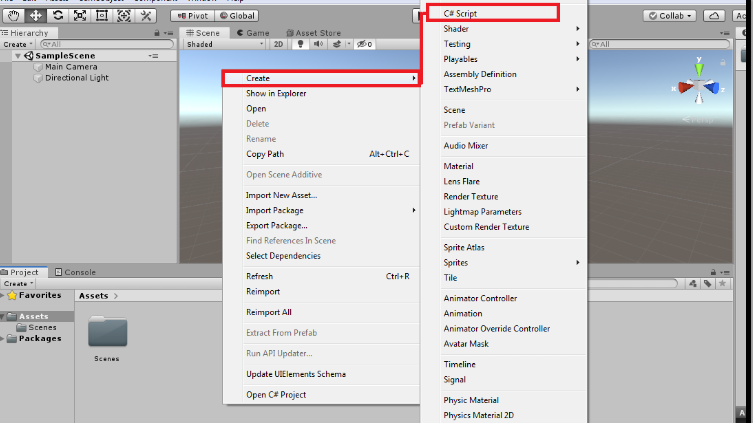 Pivot Global Collab Ac
Hierarchy
Create All
SampleScene
Main Camera
Directional Light
Scene Game Asset Store
Shaded 2D 0 All
Create
Show in Explorer
Open
Delete
Rename
Copy Path Alt+Ctrl+C
Open Scene Additive
Import New Asset...
Import Package
Export Package...
Find References In Scene
Select Dependencies
Refresh Ctrl+R
Reimport
Reimport All
Extract From Prefab
Run API Updater...
Update UIElements Schema
Open C# Project
C# Script
Shader
Testing
Playables
Assembly Definition
TextMeshPro
Scene
Prefab Variant
Audio Mixer
Material
Lens Flare
Render Texture
Lightmap Parameters
Custom Render Texture
Sprite Atlas
Sprites
Tile
Animator Controller
Animation
Animator Override Controller
Avatar Mask
Timeline
Signal
Physic Material
Physics Material 2D
y
x z
Project Console
Create
Favorites
Assets
Scenes
Packages
Assets
Scenes
A